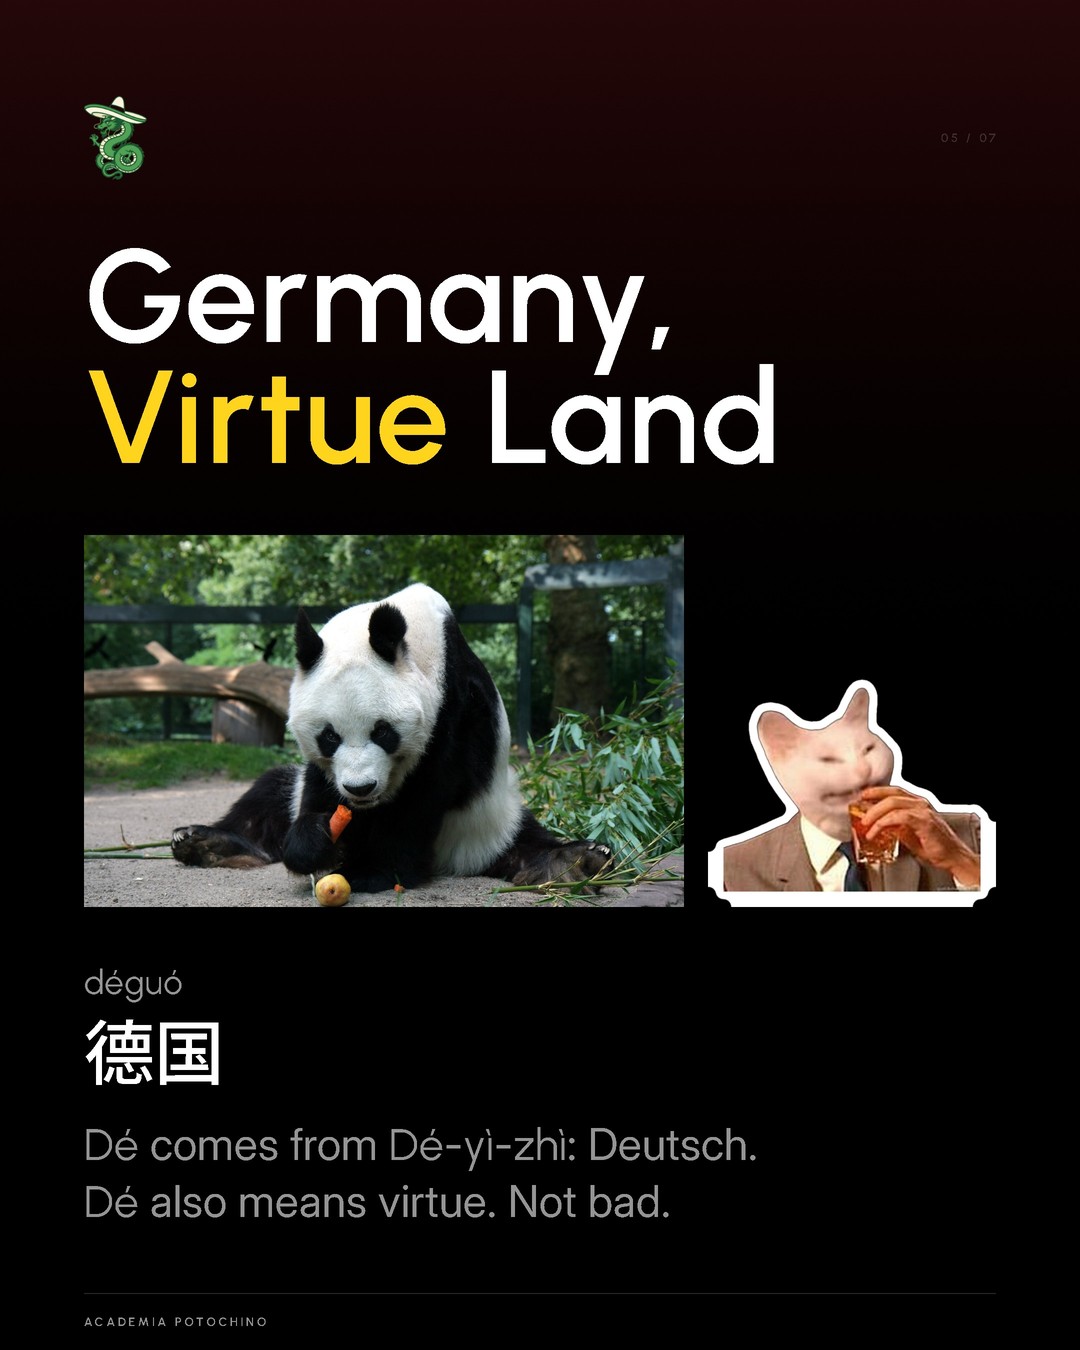 05 / 07
Germany,
Virtue Land
déguó
德国
Dé comes from Dé-yì-zhì: Deutsch.
Dé also means virtue. Not bad.
ACADEMIA POTOCHINO